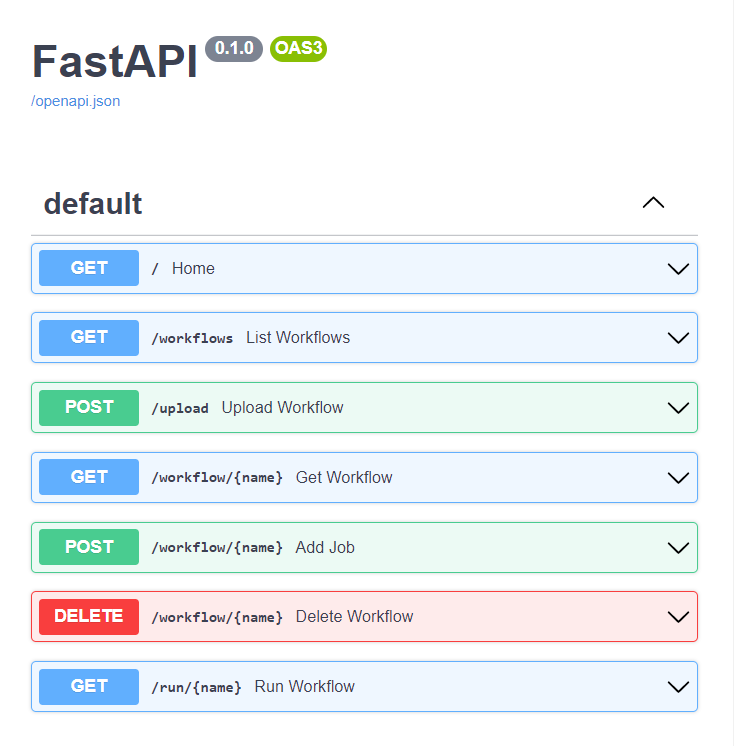 FastAPI 0.1.0 OAS3
/openapi.json
default
GET / Home
GET /workflows List Workflows
POST /upload Upload Workflow
GET /workflow/{name} Get Workflow
POST /workflow/{name} Add Job
DELETE /workflow/{name} Delete Workflow
GET /run/{name} Run Workflow